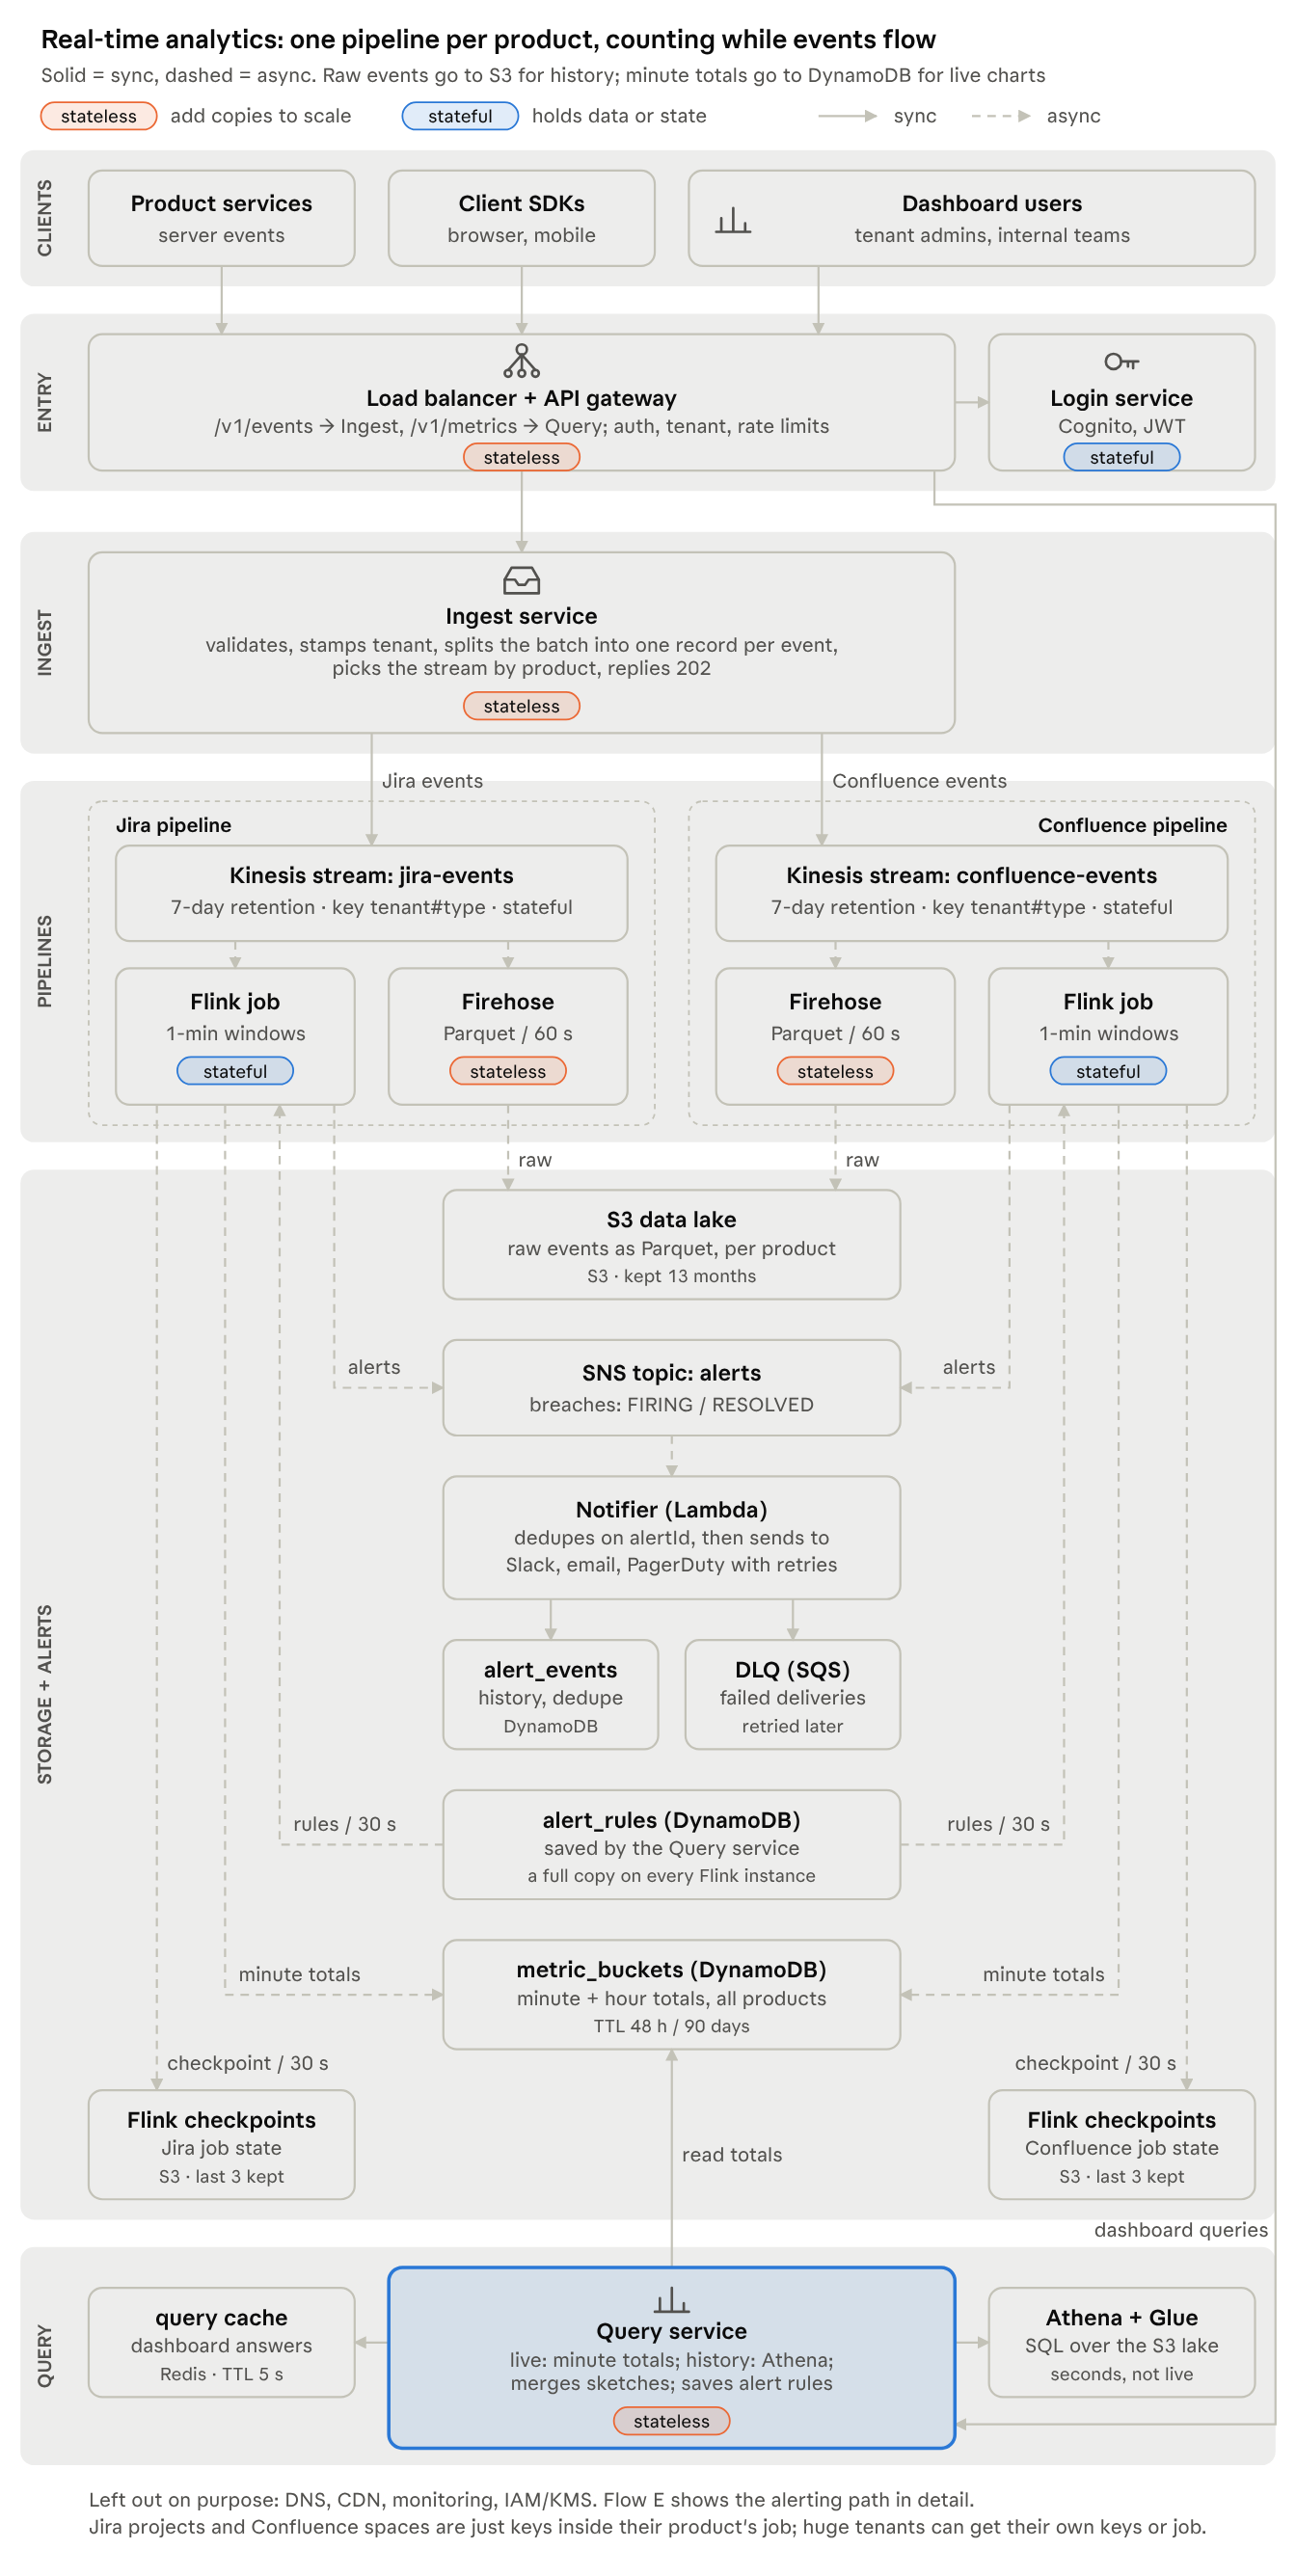 Real-time analytics: one pipeline per product, counting while events flow
Solid = sync, dashed = async. Raw events go to S3 for history; minute totals go to DynamoDB for live charts
stateless add copies to scale stateful holds data or state sync async
CLIENTS
Product services
server events
Client SDKs
browser, mobile
Dashboard users
tenant admins, internal teams
ENTRY
Load balancer + API gateway
/v1/events → Ingest, /v1/metrics → Query; auth, tenant, rate limits
stateless
Login service
Cognito, JWT
stateful
INGEST
Ingest service
validates, stamps tenant, splits the batch into one record per event,
picks the stream by product, replies 202
stateless
Jira events
Confluence events
PIPELINES
Jira pipeline
Kinesis stream: jira-events
7-day retention · key tenant#type · stateful
Flink job
1-min windows
stateful
Firehose
Parquet / 60 s
stateless
Confluence pipeline
Kinesis stream: confluence-events
7-day retention · key tenant#type · stateful
Firehose
Parquet / 60 s
stateless
Flink job
1-min windows
stateful
raw
raw
STORAGE + ALERTS
S3 data lake
raw events as Parquet, per product
S3 · kept 13 months
alerts
SNS topic: alerts
breaches: FIRING / RESOLVED
alerts
Notifier (Lambda)
dedupes on alertId, then sends to
Slack, email, PagerDuty with retries
alert_events
history, dedupe
DynamoDB
DLQ (SQS)
failed deliveries
retried later
rules / 30 s
alert_rules (DynamoDB)
saved by the Query service
a full copy on every Flink instance
rules / 30 s
minute totals
metric_buckets (DynamoDB)
minute + hour totals, all products
TTL 48 h / 90 days
minute totals
checkpoint / 30 s
checkpoint / 30 s
Flink checkpoints
Jira job state
S3 · last 3 kept
read totals
Flink checkpoints
Confluence job state
S3 · last 3 kept
dashboard queries
QUERY
query cache
dashboard answers
Redis · TTL 5 s
Query service
live: minute totals; history: Athena;
merges sketches; saves alert rules
stateless
Athena + Glue
SQL over the S3 lake
seconds, not live
Left out on purpose: DNS, CDN, monitoring, IAM/KMS. Flow E shows the alerting path in detail.
Jira projects and Confluence spaces are just keys inside their product's job; huge tenants can get their own keys or job.